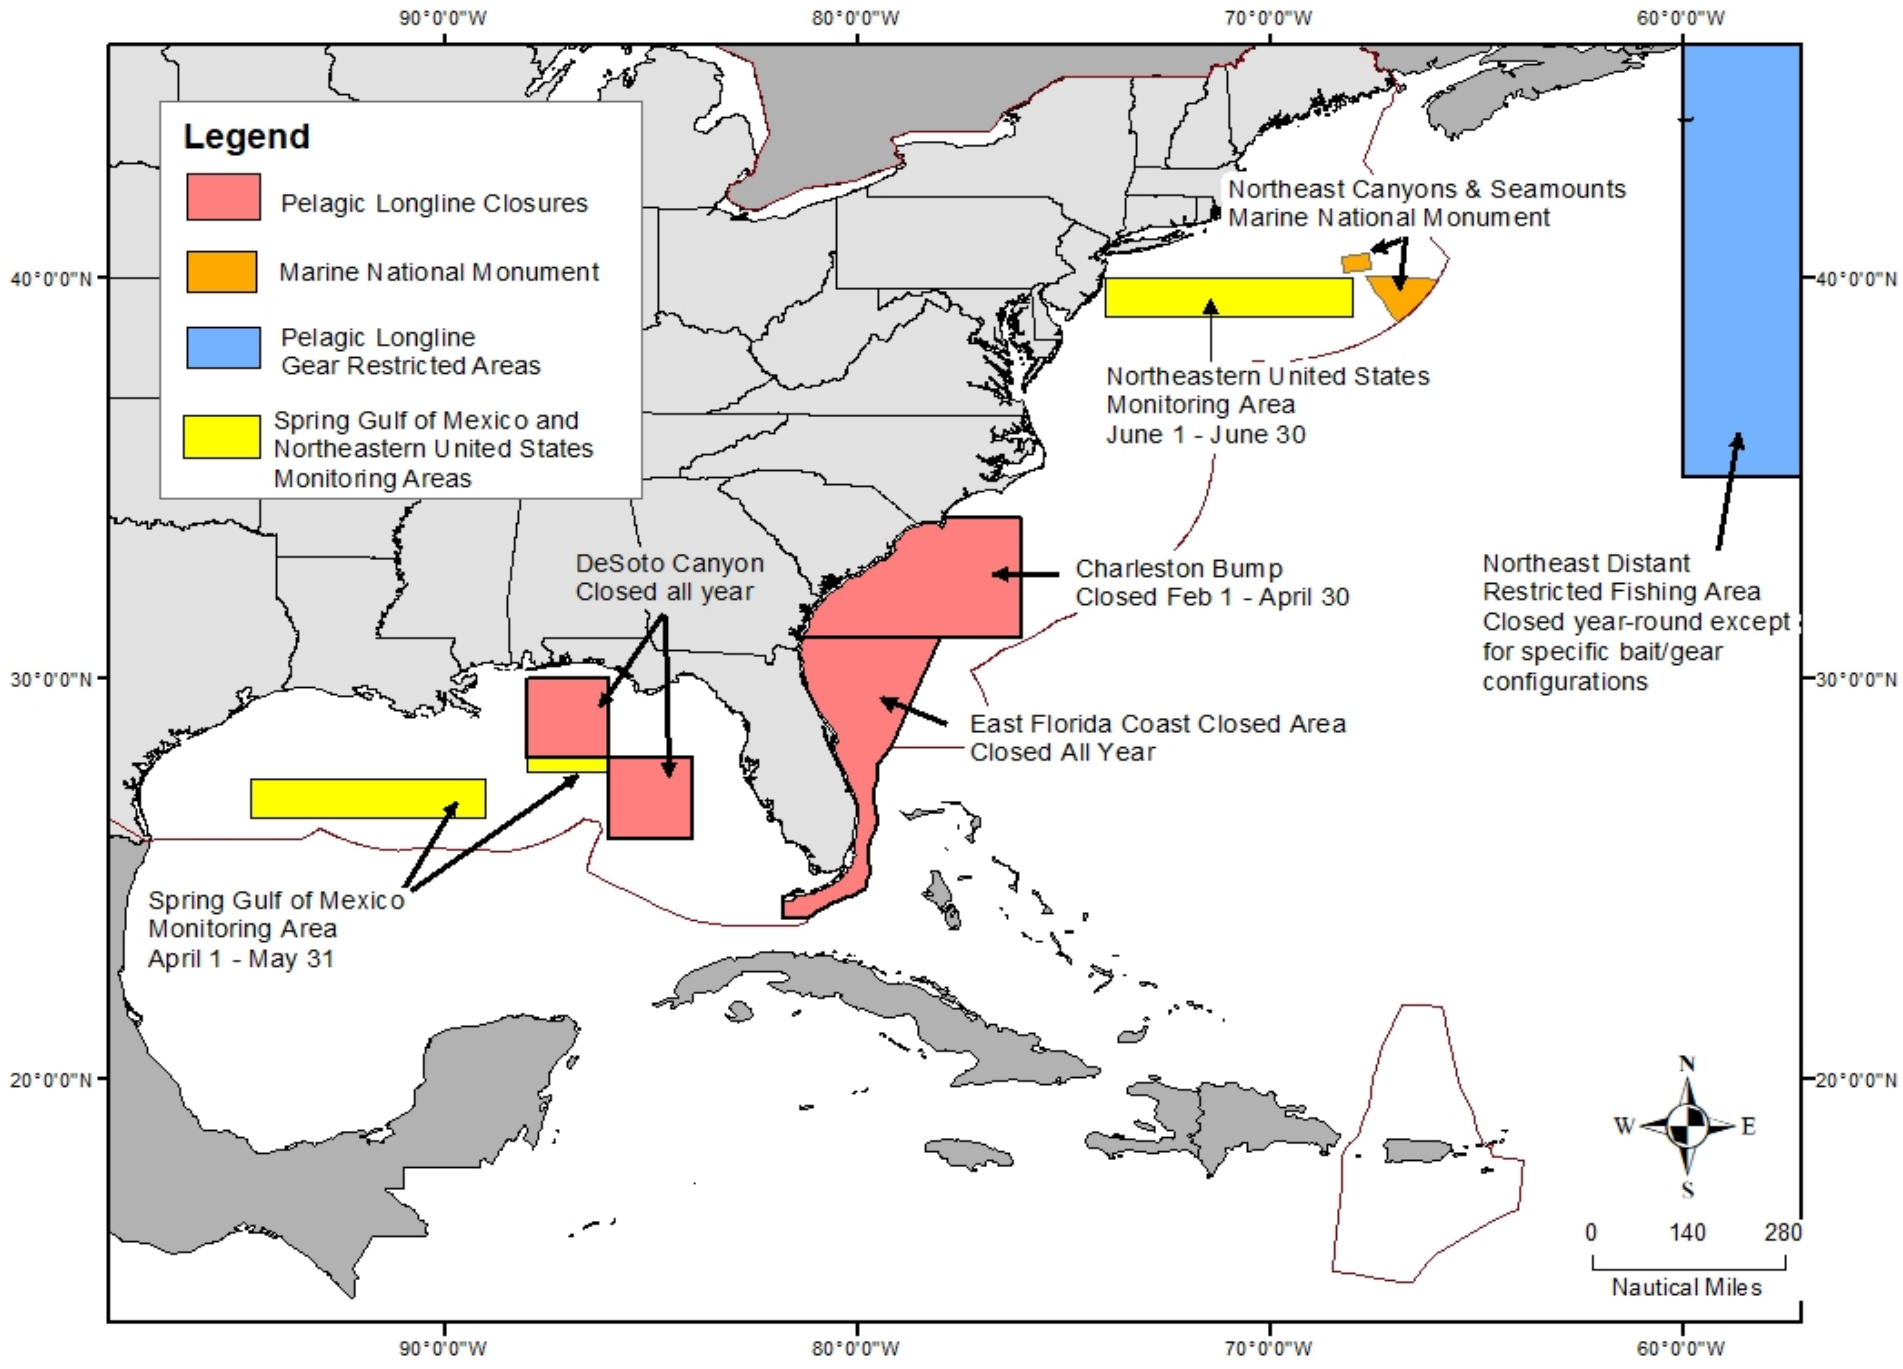 90°0'0"W
80°0'0"W
70°0'0"W
60°0'0"W
Legend
Pelagic Longline Closures
Marine National Monument
Pelagic Longline
Gear Restricted Areas
Spring Gulf of Mexico and
Northeastern United States
Monitoring Areas
Northeast Canyons & Seamounts
Marine National Monument
40°0'0"N
40°0'0"N
Northeastern United States
Monitoring Area
June 1 - June 30
DeSoto Canyon
Closed all year
Charleston Bump
Closed Feb 1 - April 30
Northeast Distant
Restricted Fishing Area
Closed year-round except
for specific bait/gear
configurations
30°0'0"N
30°0'0"N
East Florida Coast Closed Area
Closed All Year
Spring Gulf of Mexico
Monitoring Area
April 1 - May 31
20°0'0"N
20°0'0"N
N
W
E
S
0 140 280
Nautical Miles
90°0'0"W
80°0'0"W
70°0'0"W
60°0'0"W